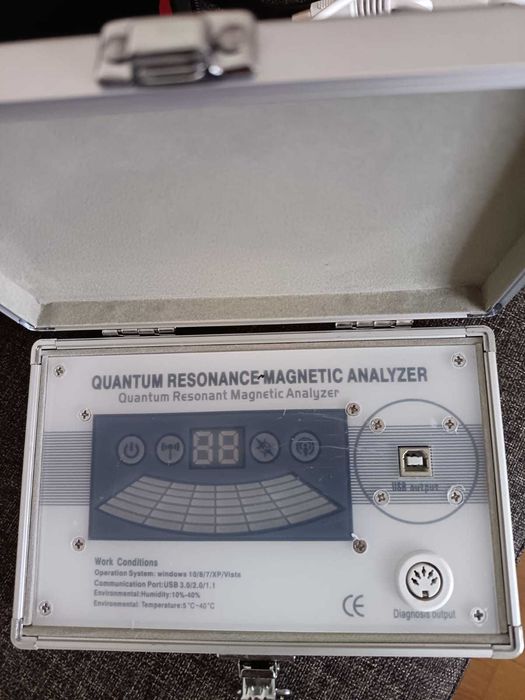 QUANTUM RESONANCE MAGNETIC ANALYZER
Quantum Resonant Magnetic Analyzer
88
USB output
Work Conditions
Operation System: windows 10/8/7/XP/Vista
Communication Port:USB 3.0/2.0/1.1
Environmental:Humidity:10%-40%
Environmental: Temperature:5°C~40°C
CE
Diagnosis output